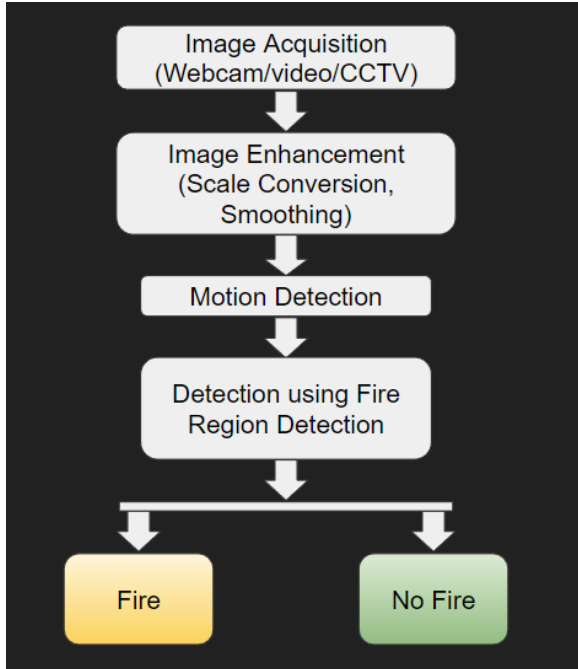 Image Acquisition
(Webcam/video/CCTV)
Image Enhancement
(Scale Conversion,
Smoothing)
Motion Detection
Detection using Fire
Region Detection
Fire
No Fire